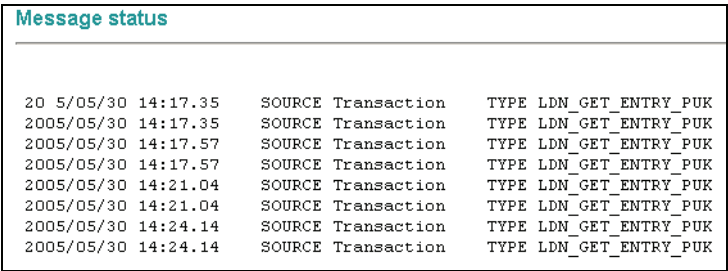 Message status
20 5/05/30 14:17.35 SOURCE Transaction TYPE LDN_GET_ENTRY_PUK
2005/05/30 14:17.35 SOURCE Transaction TYPE LDN_GET_ENTRY_PUK
2005/05/30 14:17.57 SOURCE Transaction TYPE LDN_GET_ENTRY_PUK
2005/05/30 14:17.57 SOURCE Transaction TYPE LDN_GET_ENTRY_PUK
2005/05/30 14:21.04 SOURCE Transaction TYPE LDN_GET_ENTRY_PUK
2005/05/30 14:21.04 SOURCE Transaction TYPE LDN_GET_ENTRY_PUK
2005/05/30 14:24.14 SOURCE Transaction TYPE LDN_GET_ENTRY_PUK
2005/05/30 14:24.14 SOURCE Transaction TYPE LDN_GET_ENTRY_PUK